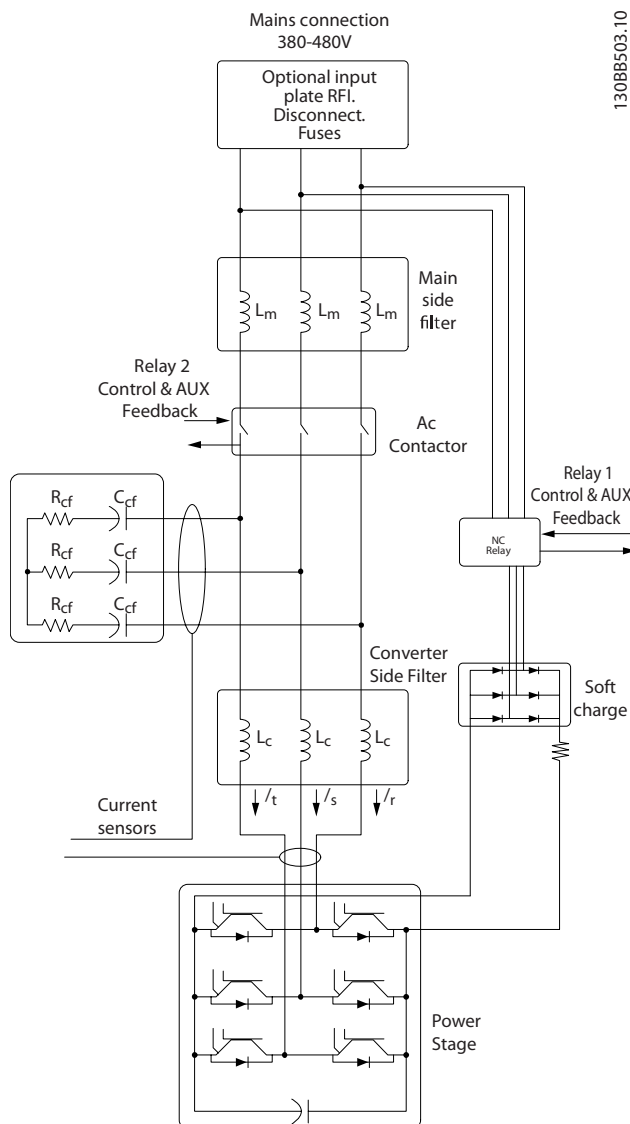 Mains connection
380-480V
130BB503.10
Optional input
plate RFI.
Disconnect.
Fuses
Lm
Lm
Lm
Main
side
filter
Relay 2
Control & AUX
Feedback
Ac
Contactor
Relay 1
Control & AUX
Feedback
NC
Relay
Rcf
Ccf
Rcf
Ccf
Rcf
Ccf
Converter
Side Filter
Soft
charge
Lc
Lc
Lc
It
Is
Ir
Current
sensors
Power
Stage